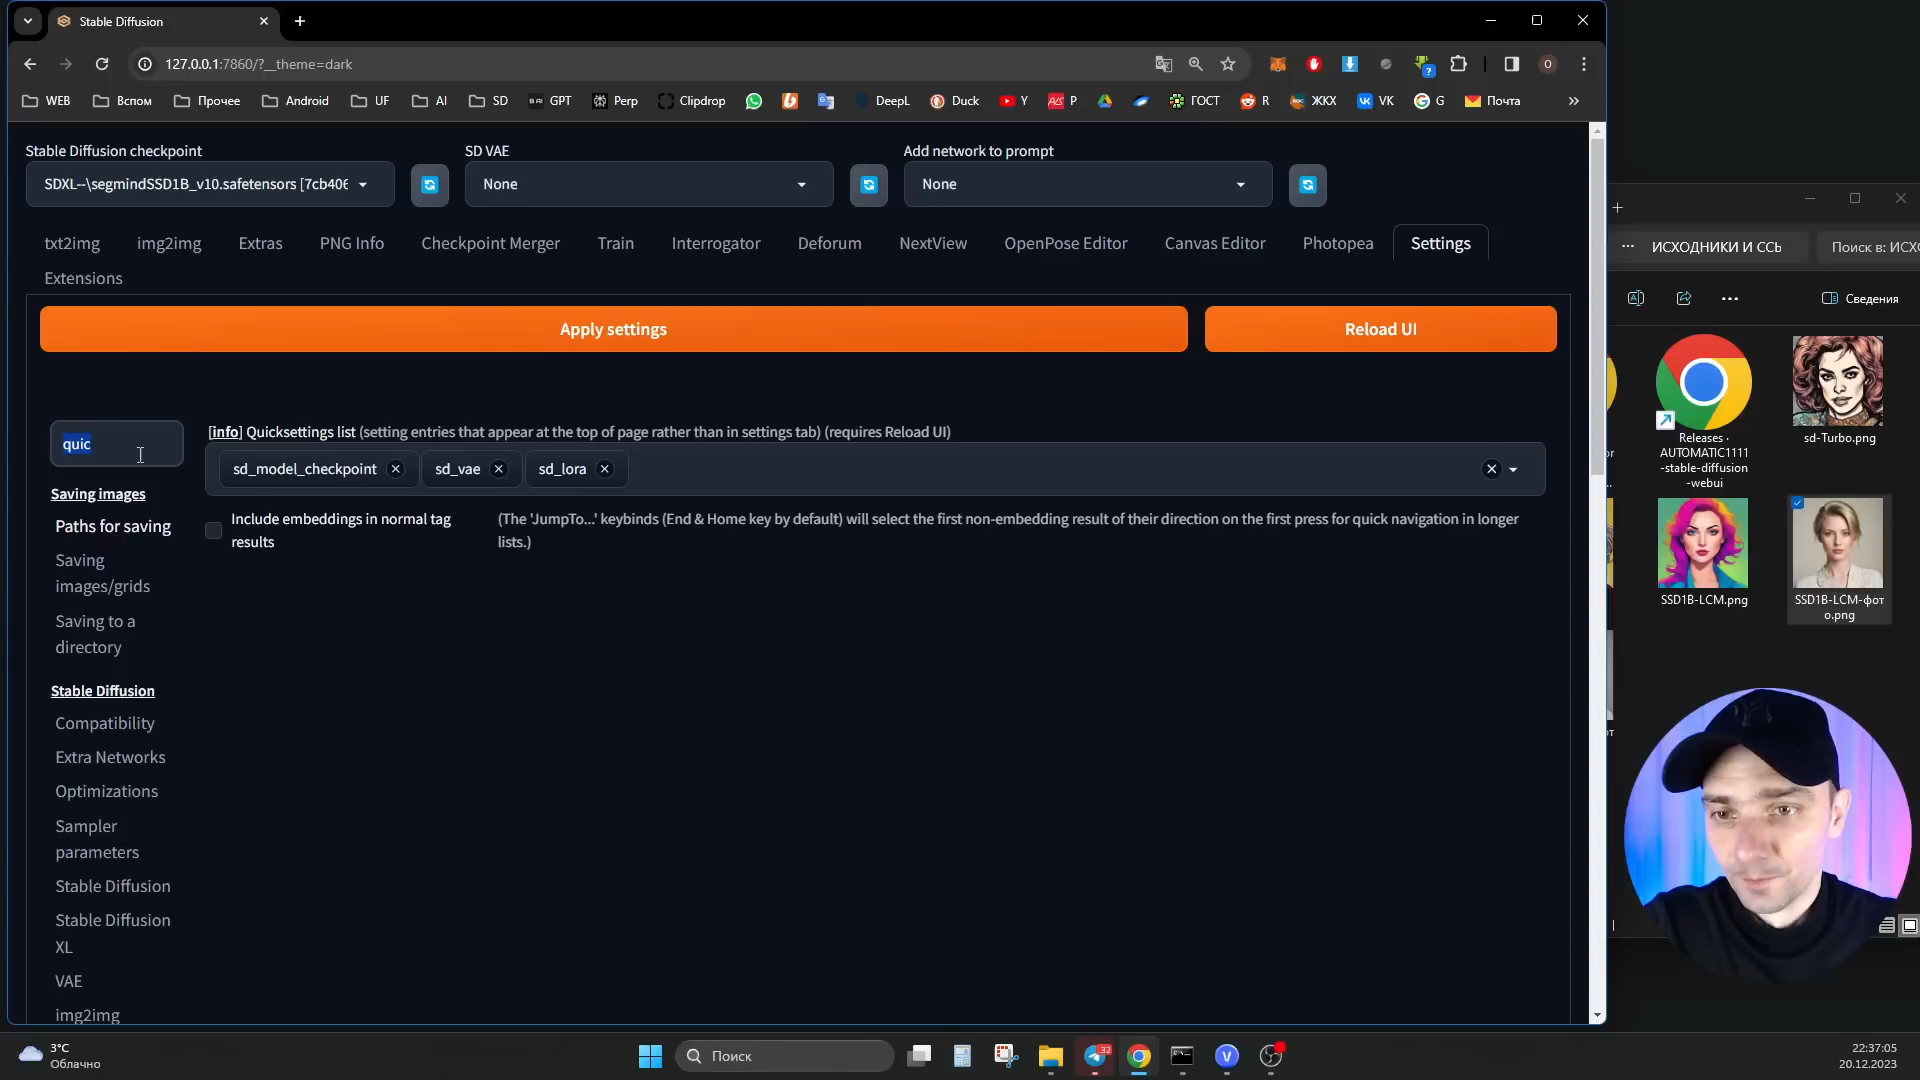 Stable Diffusion
127.0.0.1:7860/?__theme=dark
WEB
Вспом
Прочее
Android
UF
AI
SD
GPT
Perp
Clipdrop
DeepL
Duck
Y
P
ГОСТ
R
ЖКХ
VK
G
Почта
Stable Diffusion checkpoint
SD VAE
Add network to prompt
SDXL--\segmindSSD1B_v10.safetensors [7cb406
None
None
txt2img
img2img
Extras
PNG Info
Checkpoint Merger
Train
Interrogator
Deforum
NextView
OpenPose Editor
Canvas Editor
Photopea
Settings
Extensions
Apply settings
Reload UI
quic
[info] Quicksettings list (setting entries that appear at the top of page rather than in settings tab) (requires Reload UI)
sd_model_checkpoint
sd_vae
sd_lora
Include embeddings in normal tag
results
(The 'JumpTo...' keybinds (End & Home key by default) will select the first non-embedding result of their direction on the first press for quick navigation in longer
lists.)
Saving images
Paths for saving
Saving
images/grids
Saving to a
directory
Stable Diffusion
Compatibility
Extra Networks
Optimizations
Sampler
parameters
Stable Diffusion
Stable Diffusion
XL
VAE
img2img
ИСХОДНИКИ И ССЬ
Поиск в: ИСХО
Сведения
Releases ·
AUTOMATIC1111
-stable-diffusion
-webui
sd-Turbo.png
SSD1B-LCM.png
SSD1B-LCM-фот
о.png
3°C
Облачно
Поиск
32
22:37:05
20.12.2023